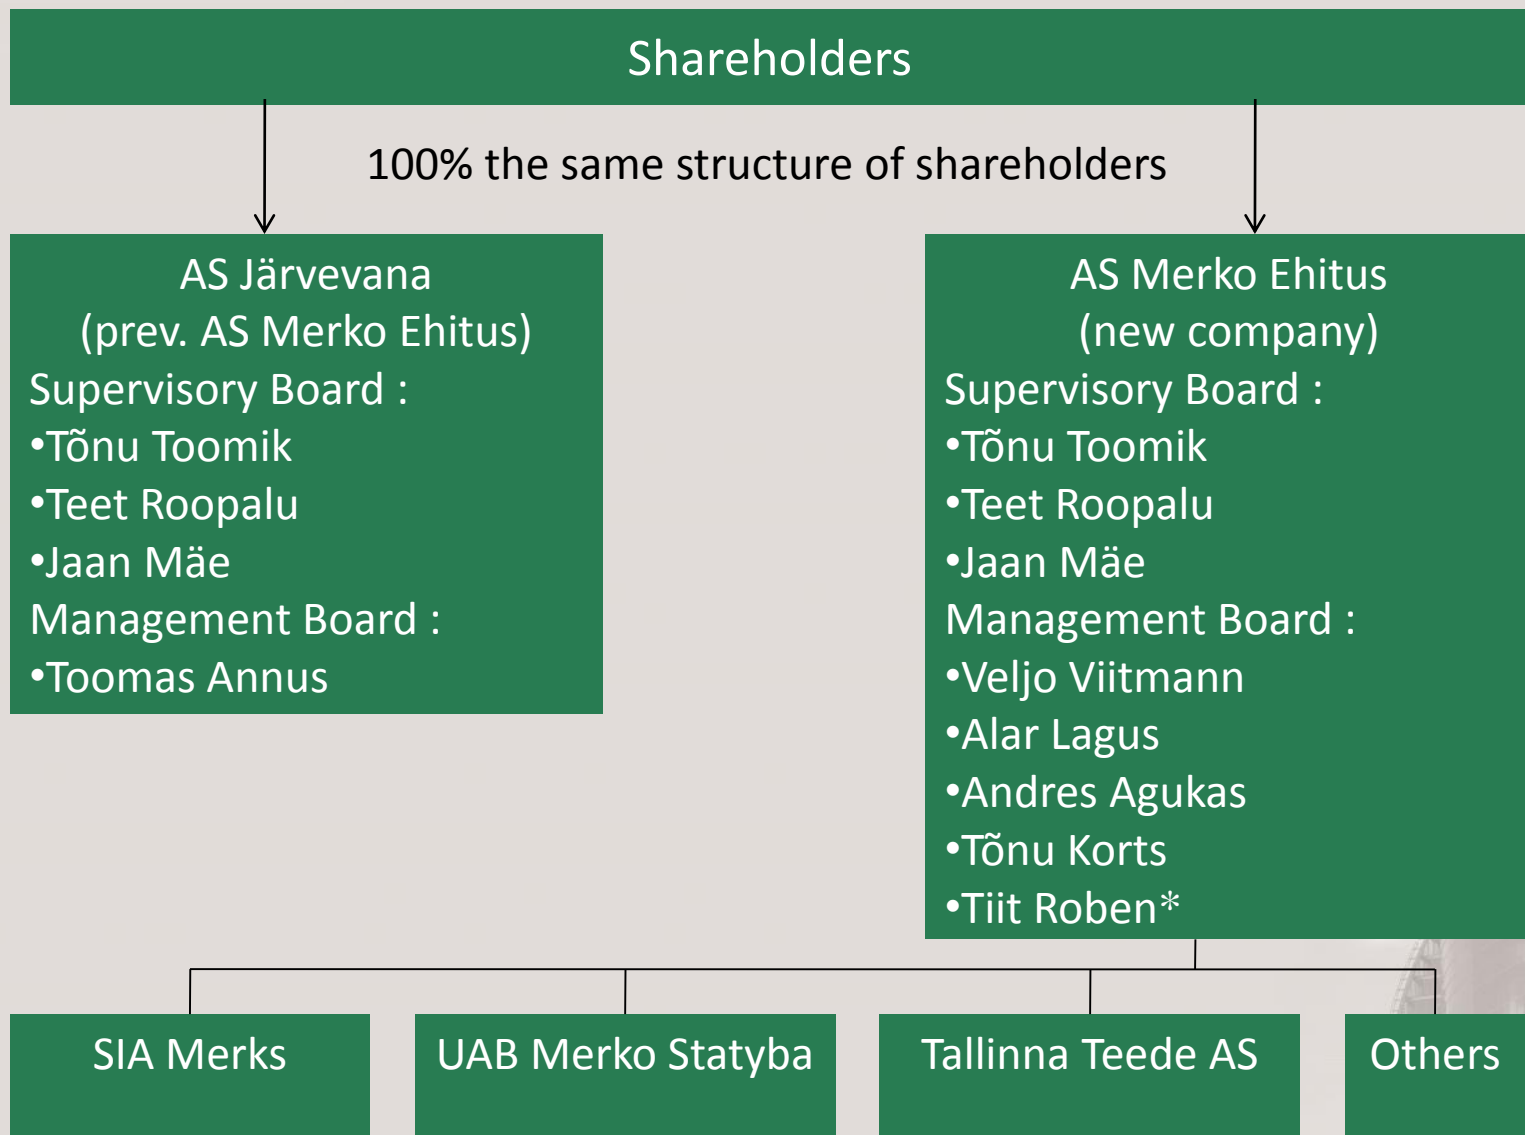 Shareholders
100% the same structure of shareholders
AS Järvevana
(prev. AS Merko Ehitus)
Supervisory Board :
•Tõnu Toomik
•Teet Roopalu
•Jaan Mäe
Management Board :
•Toomas Annus
AS Merko Ehitus
(new company)
Supervisory Board :
•Tõnu Toomik
•Teet Roopalu
•Jaan Mäe
Management Board :
•Veljo Viitmann
•Alar Lagus
•Andres Agukas
•Tõnu Korts
•Tiit Roben*
SIA Merks
UAB Merko Statyba
Tallinna Teede AS
Others